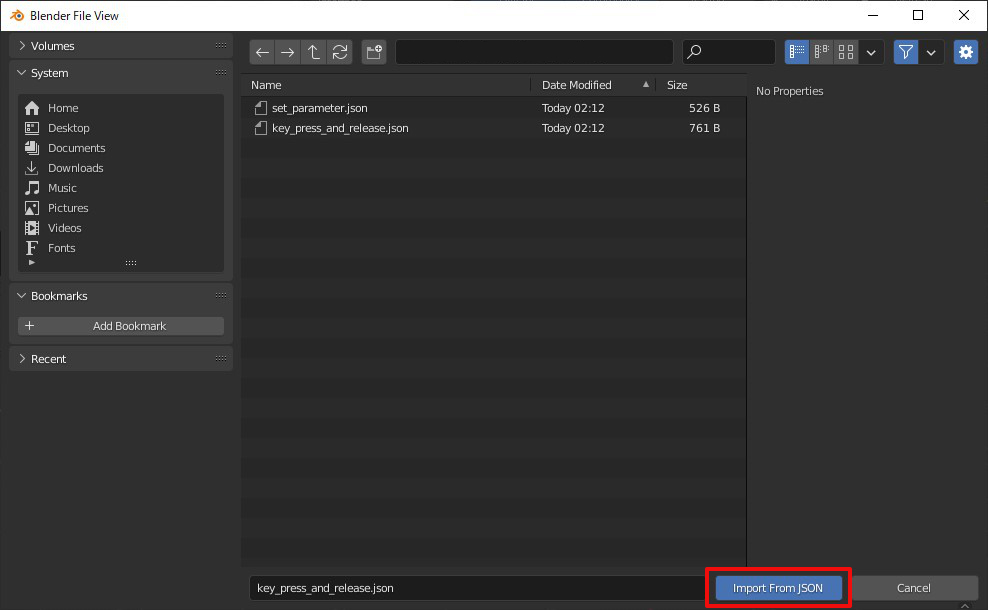 Blender File View
Volumes
System
Home
Desktop
Documents
Downloads
Music
Pictures
Videos
Fonts
Bookmarks
Add Bookmark
Recent
Name Date Modified Size
set_parameter.json Today 02:12 526 B
key_press_and_release.json Today 02:12 761 B
No Properties
key_press_and_release.json
Import From JSON
Cancel